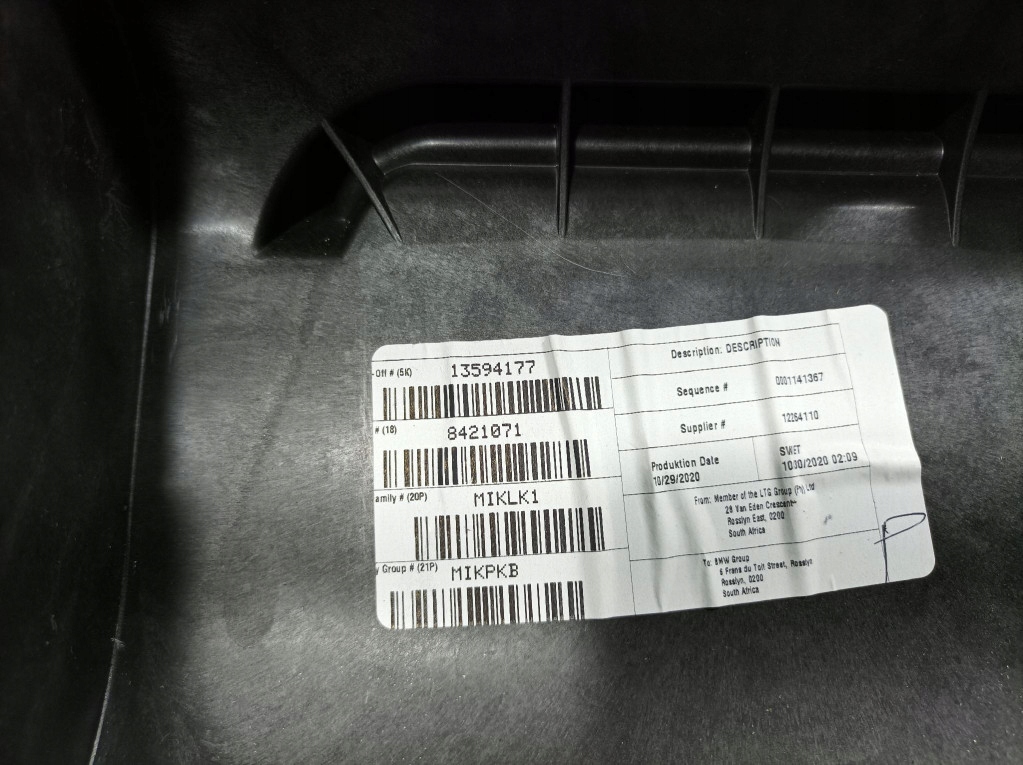 -Off # (5K) 13594177
# (18) 8421071
amily # (20P) MIKLK1
y Group # (21P) MIKPKB
Description: DESCRIPTION
Sequence # 0001141367
Supplier # 12264110
Produktion Date
10/29/2020
SWET
10/30/2020 02:09
From: Member of the LTG Group (Pty) Ltd
28 Van Eden Crescent
Rosslyn East, 0200
South Africa
To: BMW Group
6 Frans du Toit Street, Rosslyn
Rosslyn, 0200
South Africa
P